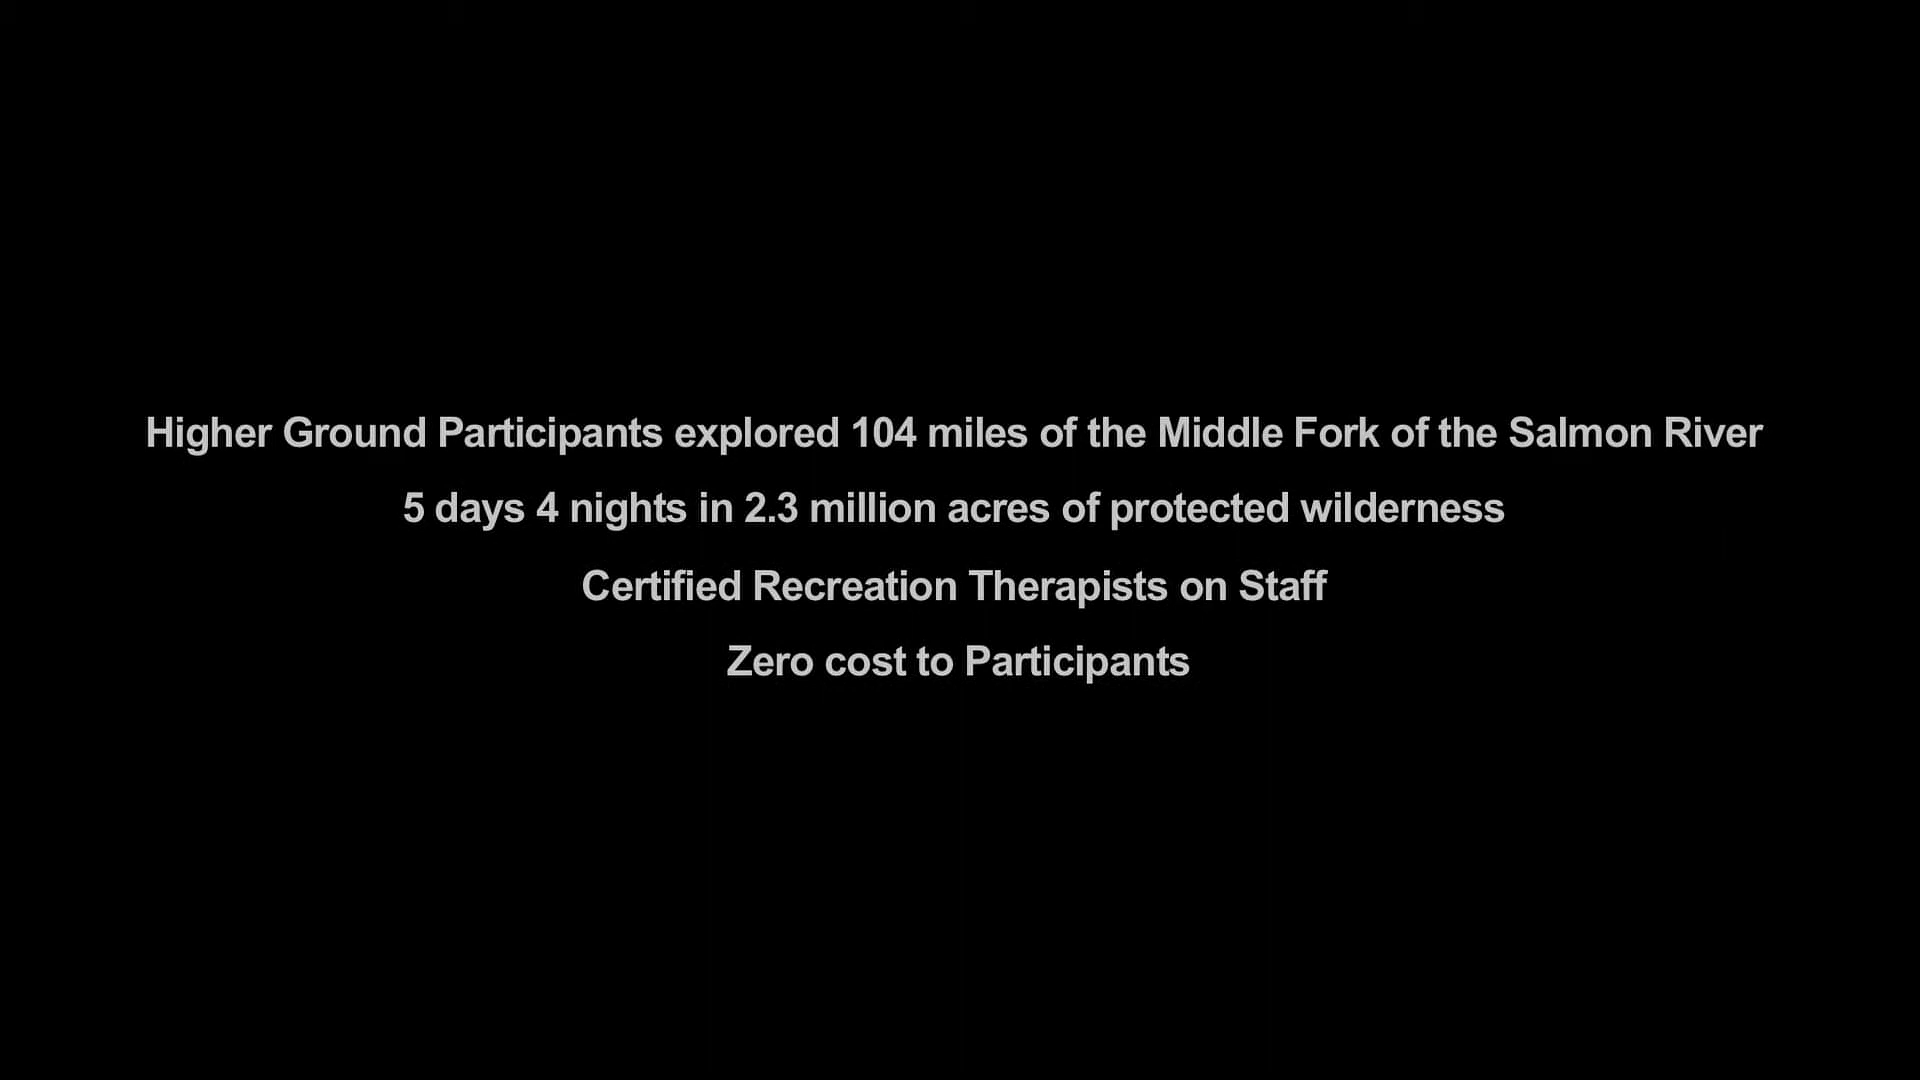 Higher Ground Participants explored 104 miles of the Middle Fork of the Salmon River
5 days 4 nights in 2.3 million acres of protected wilderness
Certified Recreation Therapists on Staff
Zero cost to Participants